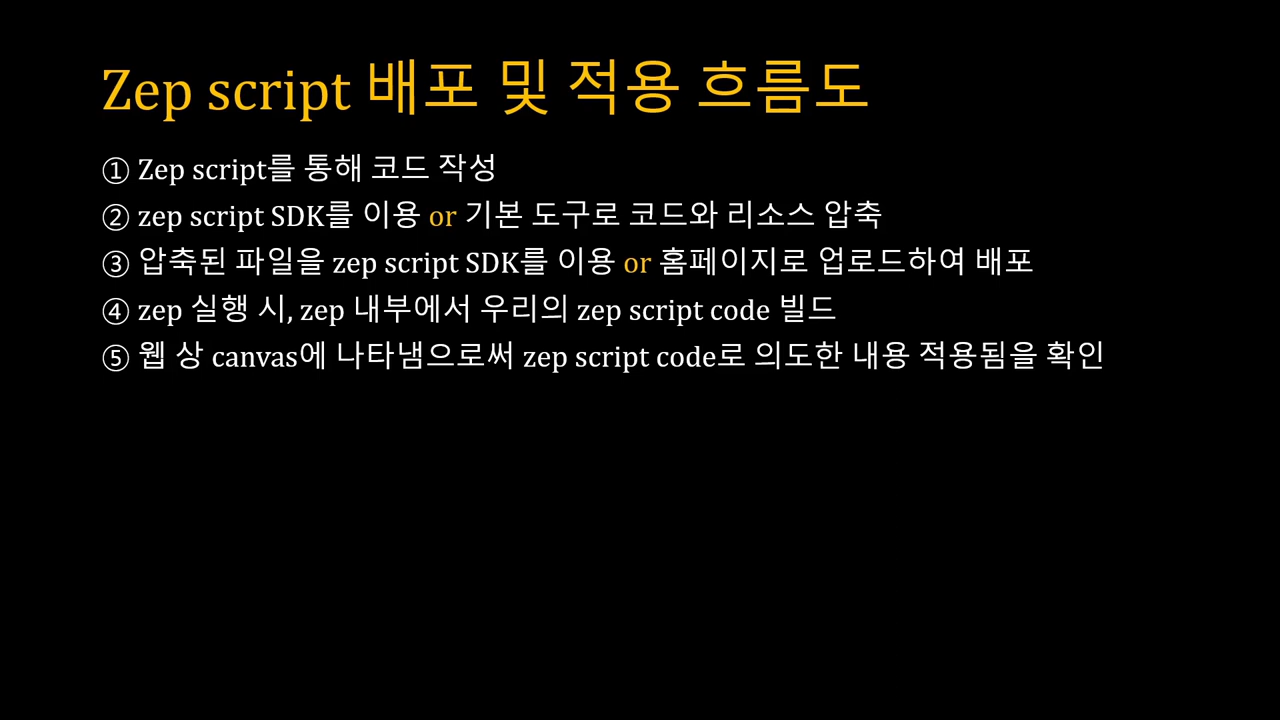 Zep script 배포 및 적용 흐름도
① Zep script를 통해 코드 작성
② zep script SDK를 이용 or 기본 도구로 코드와 리소스 압축
③ 압축된 파일을 zep script SDK를 이용 or 홈페이지로 업로드하여 배포
④ zep 실행 시, zep 내부에서 우리의 zep script code 빌드
⑤ 웹 상 canvas에 나타냄으로써 zep script code로 의도한 내용 적용됨을 확인